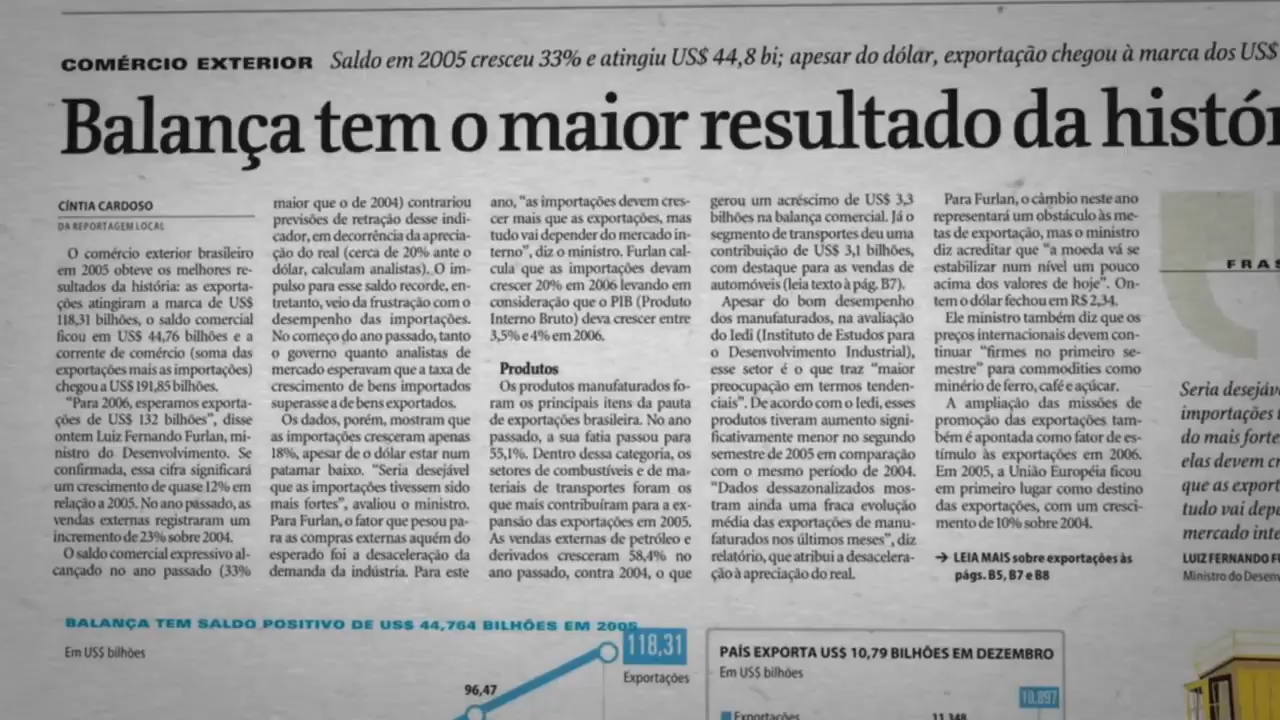 COMÉRCIO EXTERIOR Saldo em 2005 cresceu 33% e atingiu US$ 44,8 bi; apesar do dólar, exportação chegou à marca dos US$
Balança tem o maior resultado da histó
CÍNTIA CARDOSO
DA REPORTAGEM LOCAL
O comércio exterior brasileiro
em 2005 obteve os melhores re-
sultados da história: as exporta-
ções atingiram a marca de US$
118,31 bilhões, o saldo comercial
ficou em US$ 44,76 bilhões e a
corrente de comércio (soma das
exportações mais as importações)
chegou a US$ 191,85 bilhões.
"Para 2006, esperamos exporta-
ções de US$ 132 bilhões", disse
ontem Luiz Fernando Furlan, mi-
nistro do Desenvolvimento. Se
confirmada, essa cifra significará
um crescimento de quase 12% em
relação a 2005. No ano passado, as
vendas externas registraram um
incremento de 23% sobre 2004.
O saldo comercial expressivo al-
cançado no ano passado (33%
maior que o de 2004) contrariou
previsões de retração desse indi-
cador, em decorrência da aprecia-
ção do real (cerca de 20% ante o
dólar, calculam analistas). O im-
pulso para esse saldo recorde, en-
tretanto, veio da frustração com o
desempenho das importações.
No começo do ano passado, tanto
o governo quanto analistas de
mercado esperavam que a taxa de
crescimento de bens importados
superasse a de bens exportados.
Os dados, porém, mostram que
as importações cresceram apenas
18%, apesar de o dólar estar num
patamar baixo. "Seria desejável
que as importações tivessem sido
mais fortes", avaliou o ministro.
Para Furlan, o fator que pesou pa-
ra as compras externas aquém do
esperado foi a desaceleração da
demanda da indústria. Para este
ano, "as importações devem cres-
cer mais que as exportações, mas
tudo vai depender do mercado in-
terno", diz o ministro. Furlan cal-
cula que as importações devam
crescer 20% em 2006 levando em
consideração que o PIB (Produto
Interno Bruto) deva crescer entre
3,5% e 4% em 2006.
Produtos
Os produtos manufaturados fo-
ram os principais itens da pauta
de exportações brasileira. No ano
passado, a sua fatia passou para
55,1%. Dentro dessa categoria, os
setores de combustíveis e de ma-
teriais de transportes foram os
que mais contribuíram para a ex-
pansão das exportações em 2005.
As vendas externas de petróleo e
derivados cresceram 58,4% no
ano passado, contra 2004, o que
gerou um acréscimo de US$ 3,3
bilhões na balança comercial. Já o
segmento de transportes deu uma
contribuição de US$ 3,1 bilhões,
com destaque para as vendas de
automóveis (leia texto à pág. B7).
Apesar do bom desempenho
dos manufaturados, na avaliação
do Iedi (Instituto de Estudos para
o Desenvolvimento Industrial),
esse setor é o que traz "maior
preocupação em termos tenden-
ciais". De acordo com o Iedi, esses
produtos tiveram aumento signi-
ficativamente menor no segundo
semestre de 2005 em comparação
com o mesmo período de 2004.
"Dados dessazonalizados mos-
tram ainda uma fraca evolução
média das exportações de manu-
faturados nos últimos meses", diz
relatório, que atribui a desacelera-
ção à apreciação do real.
Para Furlan, o câmbio neste ano
representará um obstáculo às me-
tas de exportação, mas o ministro
diz acreditar que "a moeda vá se
estabilizar num nível um pouco
acima dos valores de hoje". On-
tem o dólar fechou em R$ 2,34.
Ele ministro também diz que os
preços internacionais devem con-
tinuar "firmes no primeiro se-
mestre" para commodities como
minério de ferro, café e açúcar.
A ampliação das missões de
promoção das exportações tam-
bém é apontada como fator de es-
tímulo às exportações em 2006.
Em 2005, a União Européia ficou
em primeiro lugar como destino
das exportações, com um cresci-
mento de 10% sobre 2004.
→ LEIA MAIS sobre exportações às
págs. B5, B7 e B8
FRAS
Seria desejáv
importações
do mais forte
elas devem cr
que as export
tudo vai depe
mercado inte
LUIZ FERNANDO F
Ministro do Desen
BALANÇA TEM SALDO POSITIVO DE US$ 44,764 BILHÕES EM 2005
Em US$ bilhões
96,47
118,31
Exportações
PAÍS EXPORTA US$ 10,79 BILHÕES EM DEZEMBRO
Em US$ bilhões
10,897
Exportações
11,348